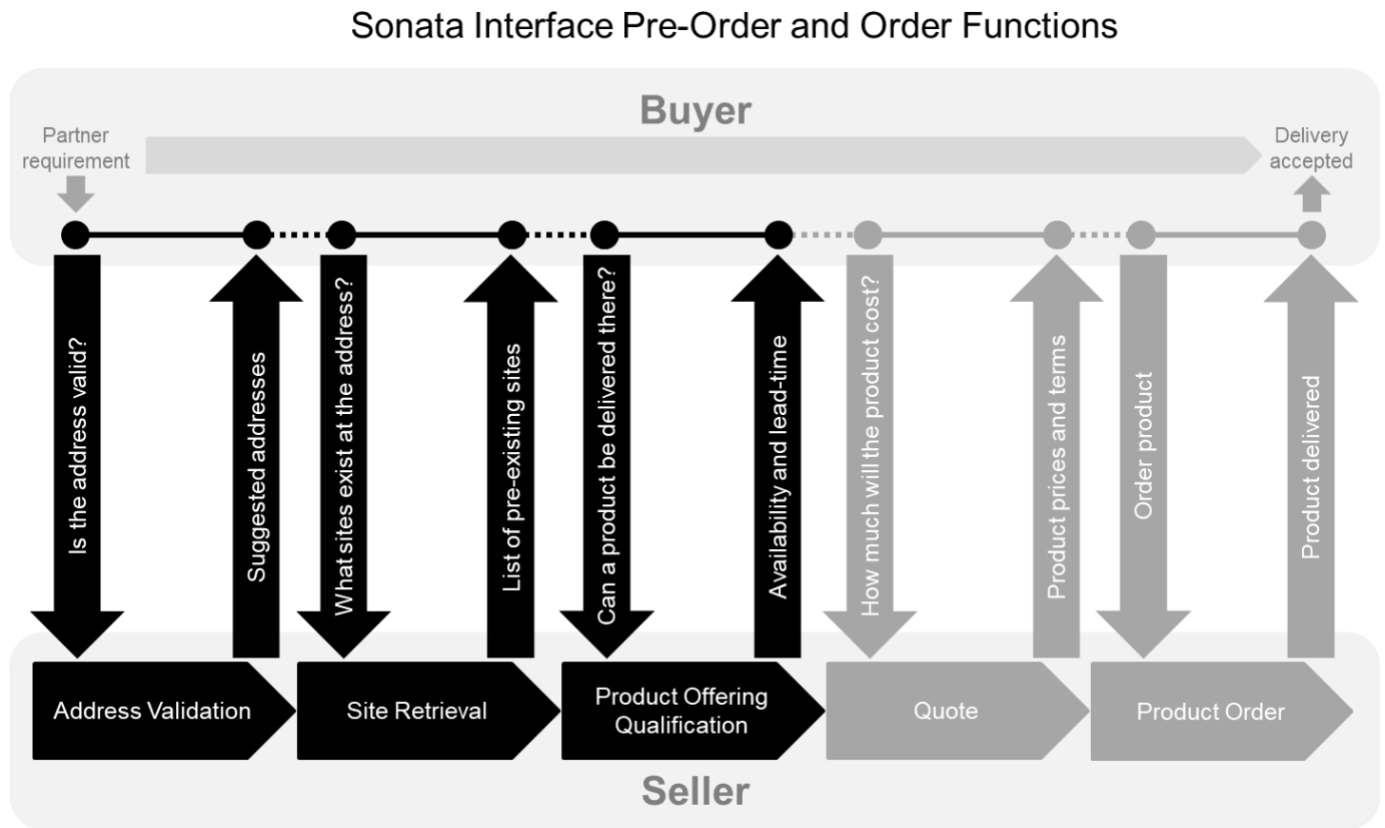 Sonata Interface Pre-Order and Order Functions
Buyer
Partner
requirement
Delivery
accepted
Is the address valid?
Suggested addresses
What sites exist at the address?
List of pre-existing sites
Can a product be delivered there?
Availability and lead-time
How much will the product cost?
Product prices and terms
Order product
Product delivered
Address Validation
Site Retrieval
Product Offering
Qualification
Quote
Product Order
Seller